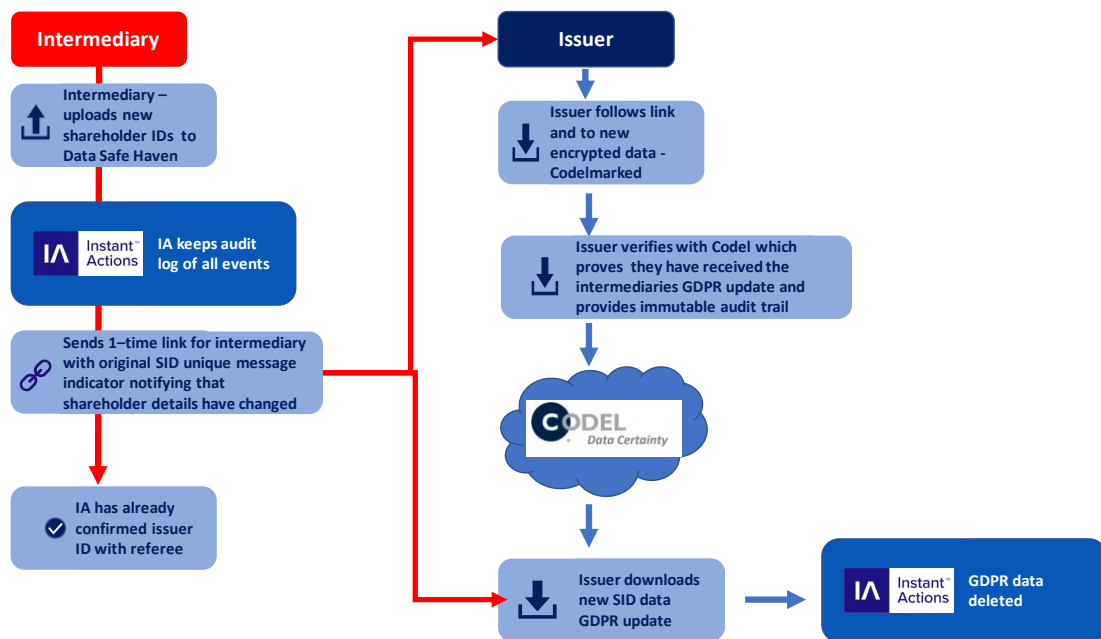 Intermediary
Intermediary –
uploads new
shareholder IDs to
Data Safe Haven
IA
Instant™
Actions
IA keeps audit
log of all events
Sends 1–time link for intermediary
with original SID unique message
indicator notifying that
shareholder details have changed
IA has already
confirmed issuer
ID with referee
Issuer
Issuer follows link
and to new
encrypted data -
Codelmarked
Issuer verifies with Codel which
proves they have received the
intermediaries GDPR update and
provides immutable audit trail
CODEL
Data Certainty
Issuer downloads
new SID data
GDPR update
IA
Instant™
Actions
GDPR data
deleted